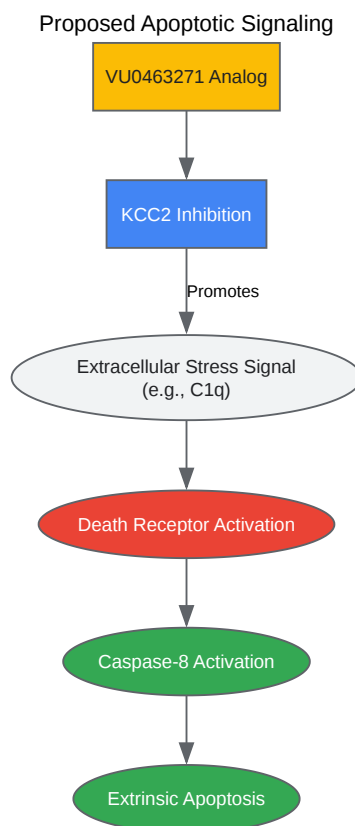 Proposed Apoptotic Signaling
VU0463271 Analog
KCC2 Inhibition
Promotes
Extracellular Stress Signal
(e.g., C1q)
Death Receptor Activation
Caspase-8 Activation
Extrinsic Apoptosis